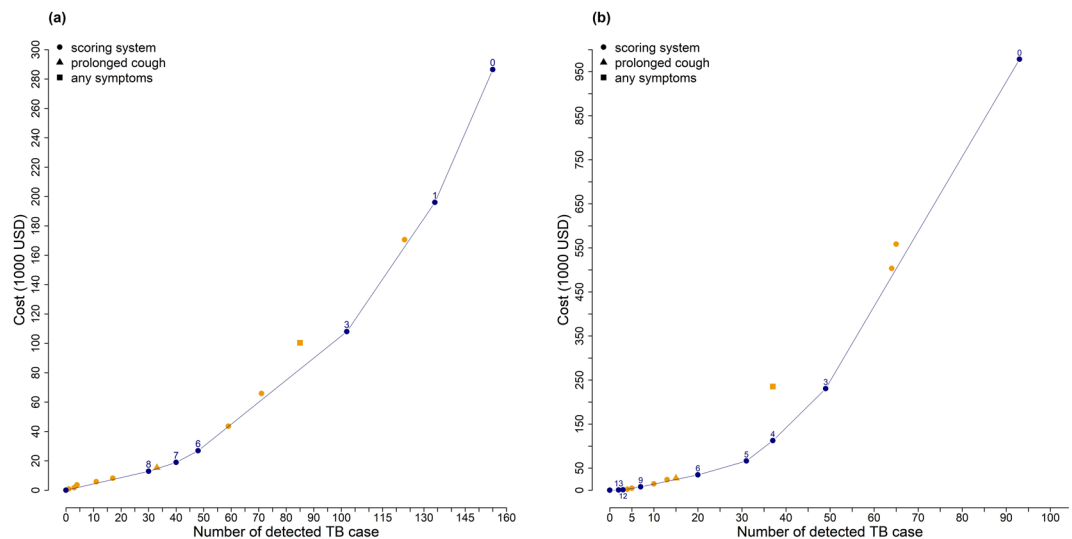 (a)
scoring system
prolonged cough
any symptoms
300
280
260
240
220
200
180
160
140
120
100
80
60
40
20
0
Cost (1000 USD)
0
1
3
6
7
8
0 10 20 30 40 50 60 70 80 90 100 115 130 145 160
Number of detected TB case
(b)
scoring system
prolonged cough
any symptoms
950
850
750
650
550
450
350
250
150
50
0
Cost (1000 USD)
0
3
4
5
6
9
13
12
0 5 10 20 30 40 50 60 70 80 90 100
Number of detected TB case